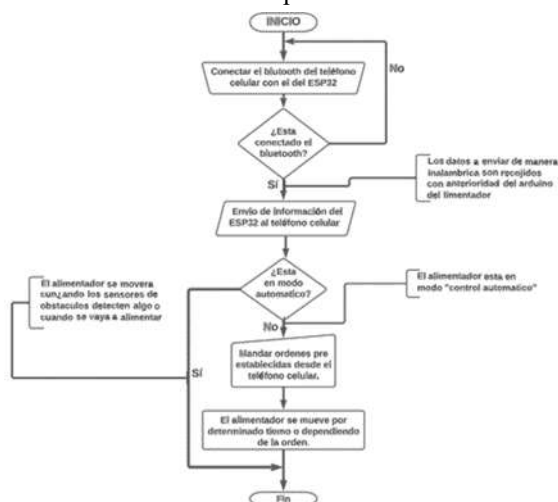 INICIO
Conectar el blutooth del teléfono
celular con el del ESP32
No
¿Esta
conectado el
bluetooth?
Los datos a enviar de manera
inalambrica son recojidos
con anterioridad del arduino
del limentador
Sí
Envio de información del
ESP32 al teléfono celular
¿Esta
en modo
automatico?
El alimentador se movera
cuando los sensores de
obstaculos detecten algo o
cuando se vaya a alimentar
El alimentador esta en
modo "control automatico"
No
Mandar ordenes pre
establecidas desde el
teléfono celular.
Sí
El alimentador se mueve por
determinado tiemo o dependiendo
de la orden.
Fin